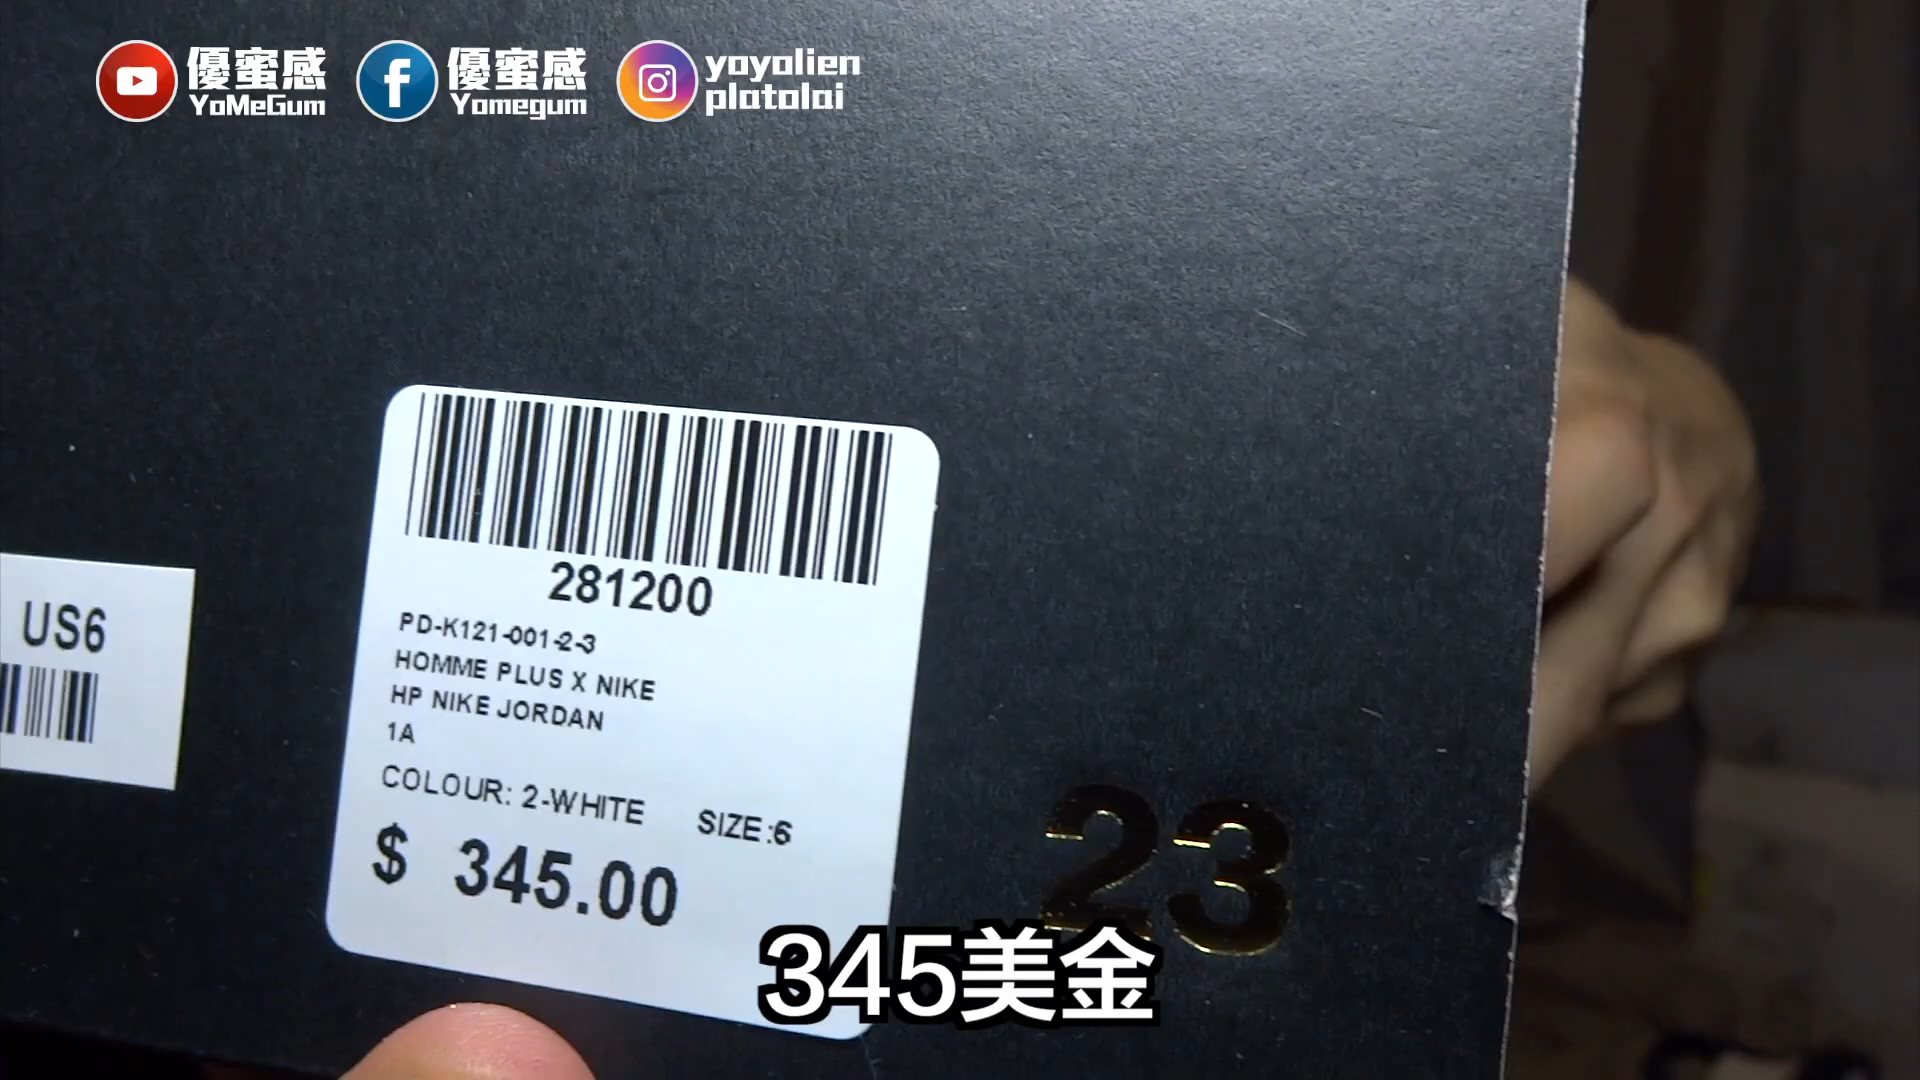 優蜜感
YoMeGum
優蜜感
Yomegum
yoyolien
platolai
281200
PD-K121-001-2-3
HOMME PLUS X NIKE
HP NIKE JORDAN
1A
COLOUR: 2-WHITE SIZE:6
$ 345.00
US6
23
345美金